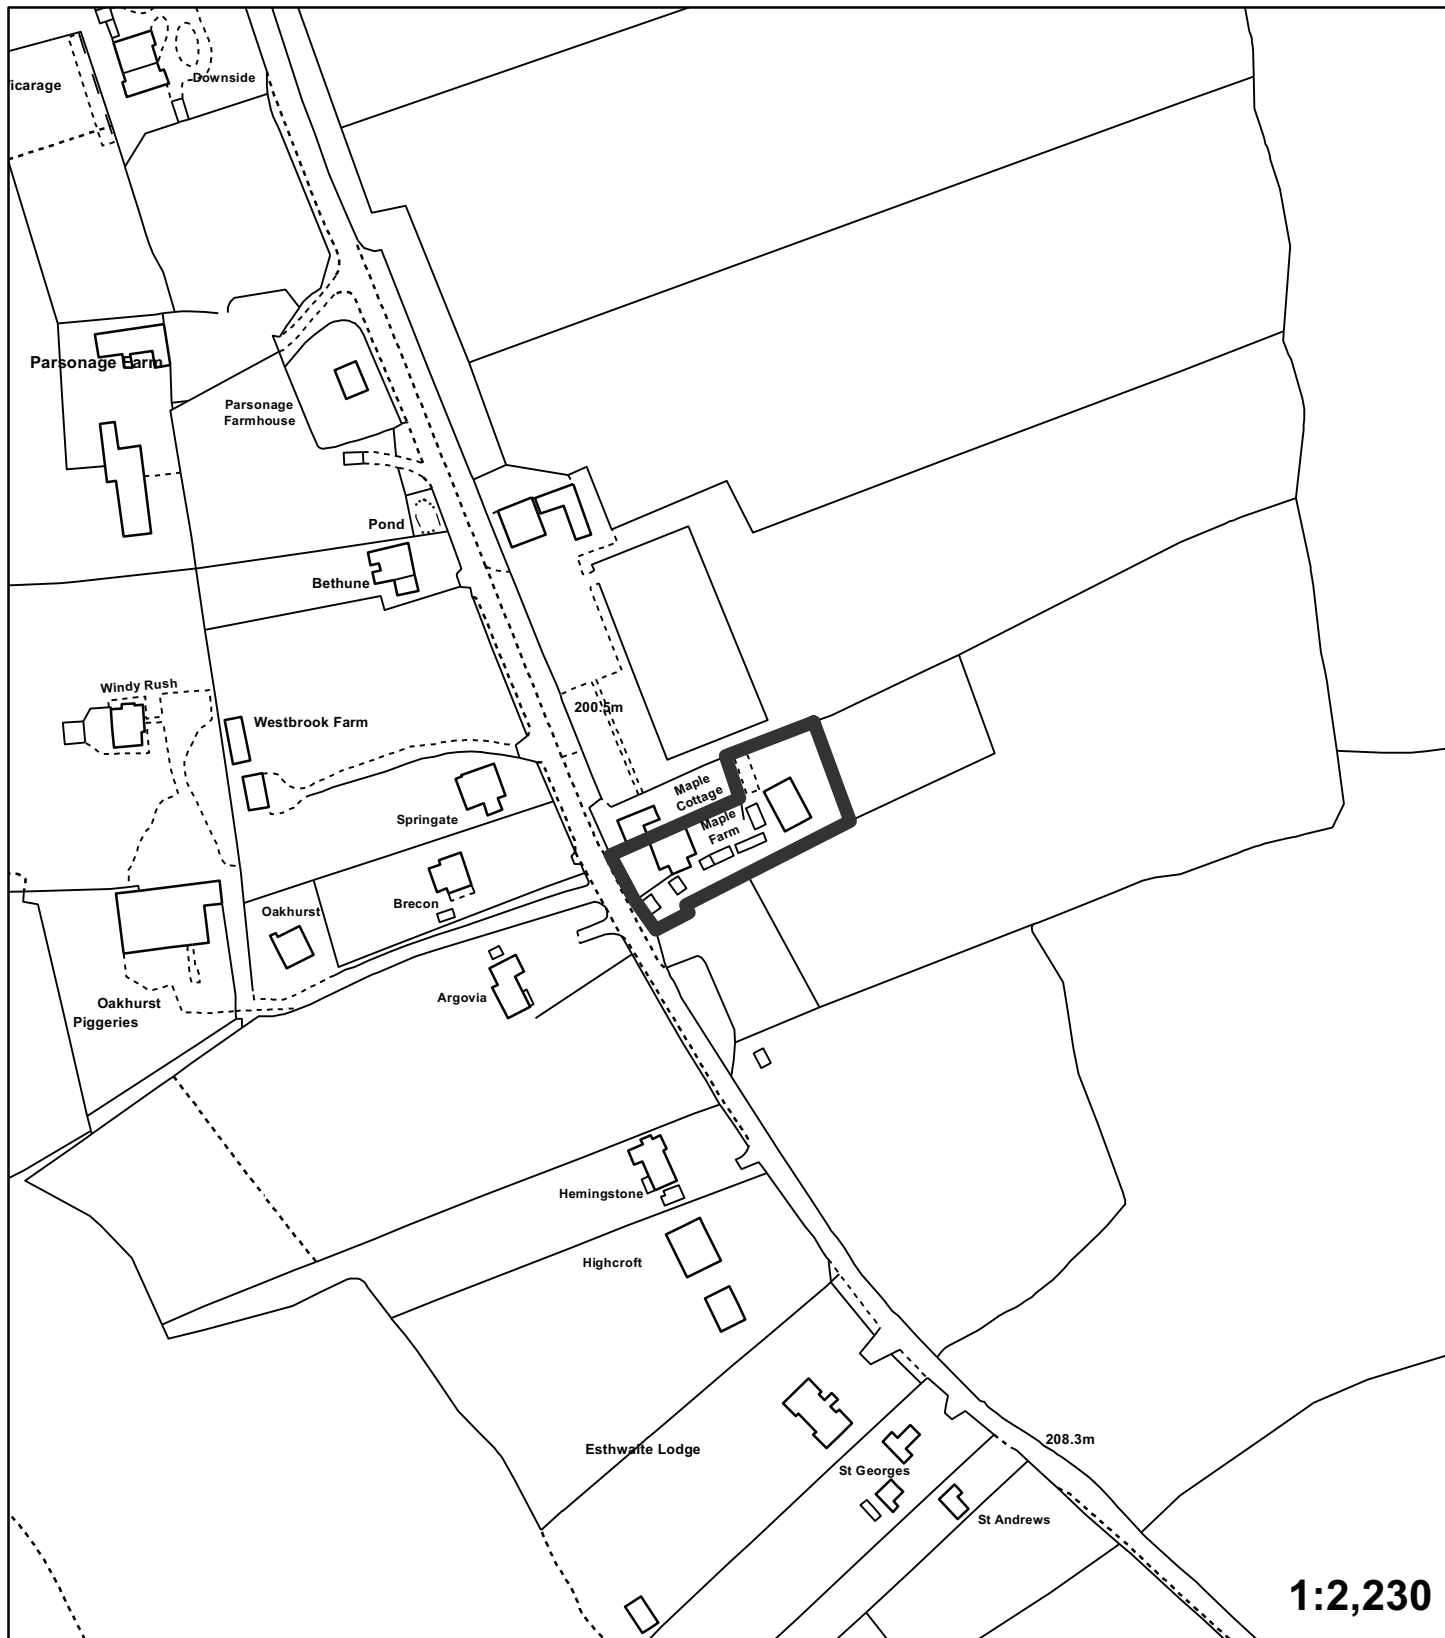 icarage
Downside
Parsonage Farm
Parsonage
Farmhouse
Pond
Bethune
Windy Rush
Westbrook Farm
200.5m
Maple
Cottage
Maple
Farm
Springate
Brecon
Oakhurst
Argovia
Oakhurst
Piggeries
Hemingstone
Highcroft
Esthwaite Lodge
208.3m
St Georges
St Andrews
1:2,230